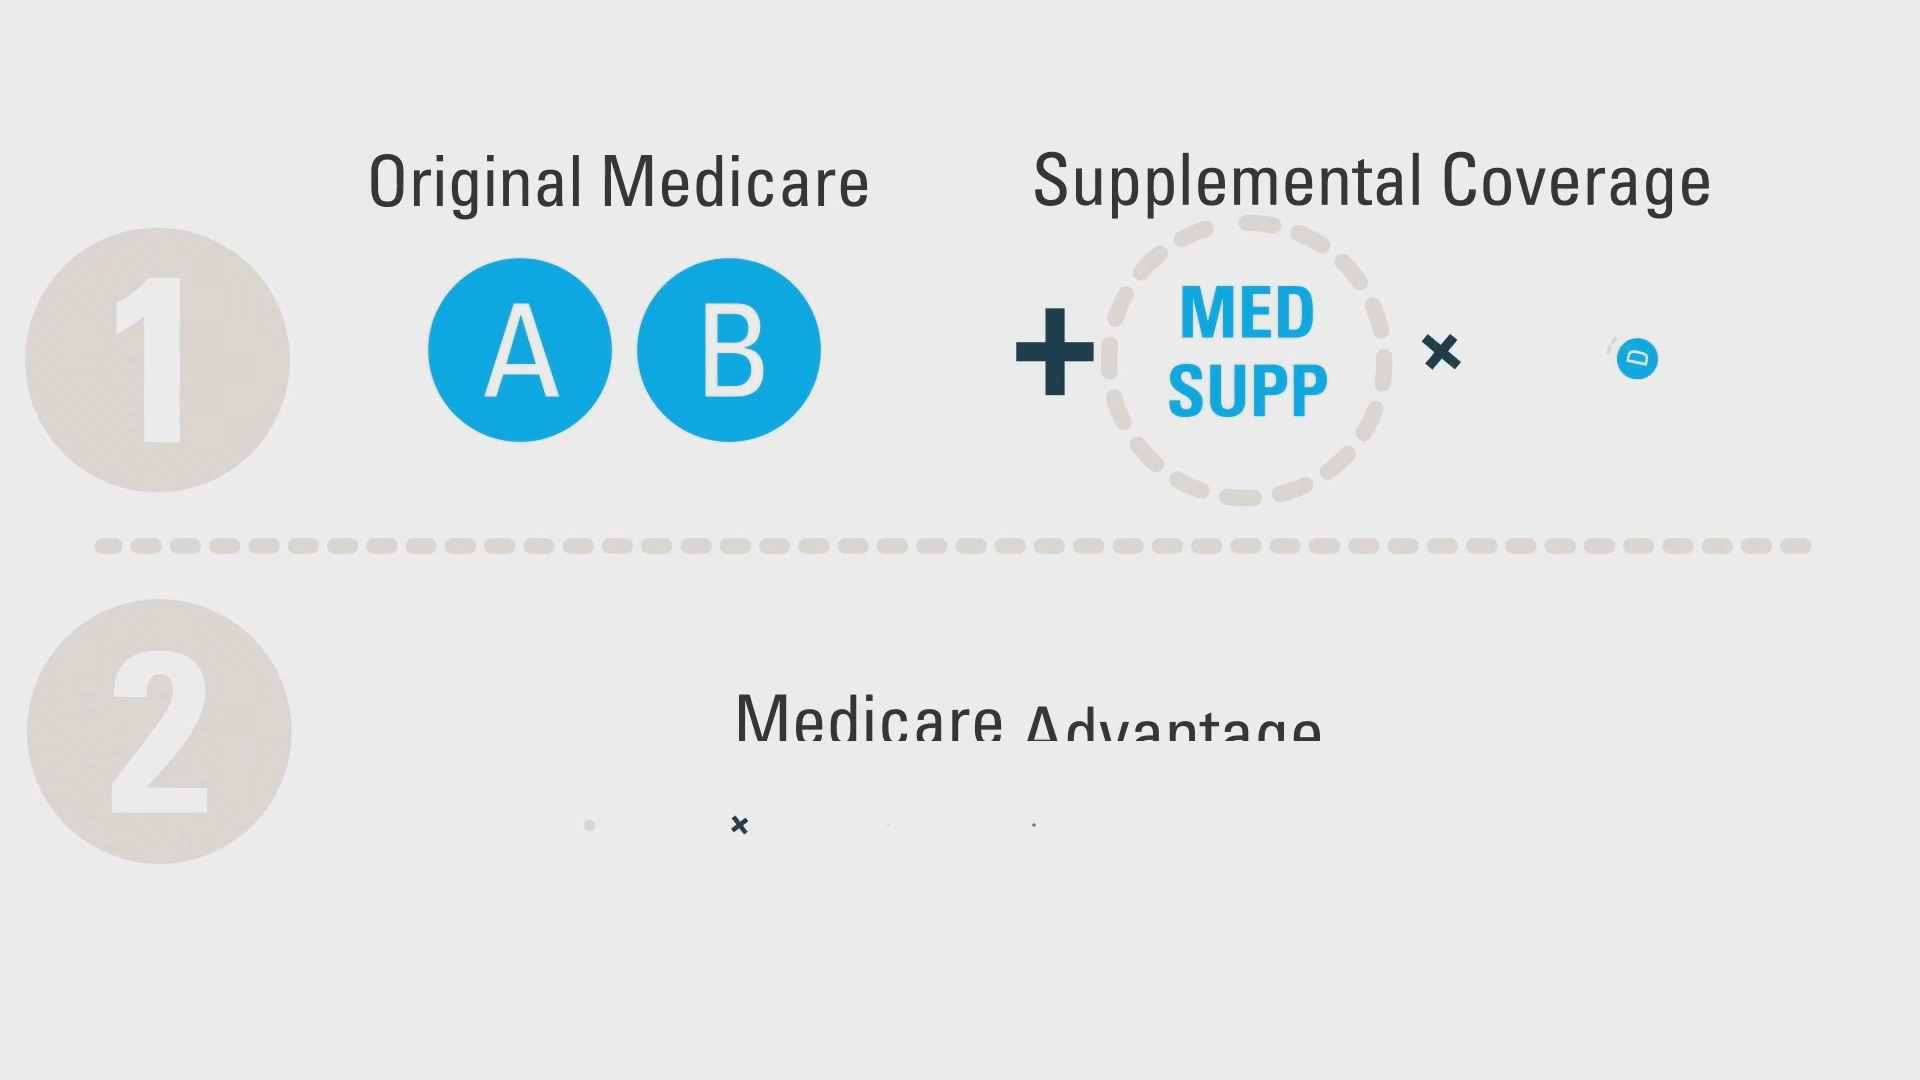 Original Medicare
Supplemental Coverage
1
A B + MED
SUPP
D
2
Medicare Advantage